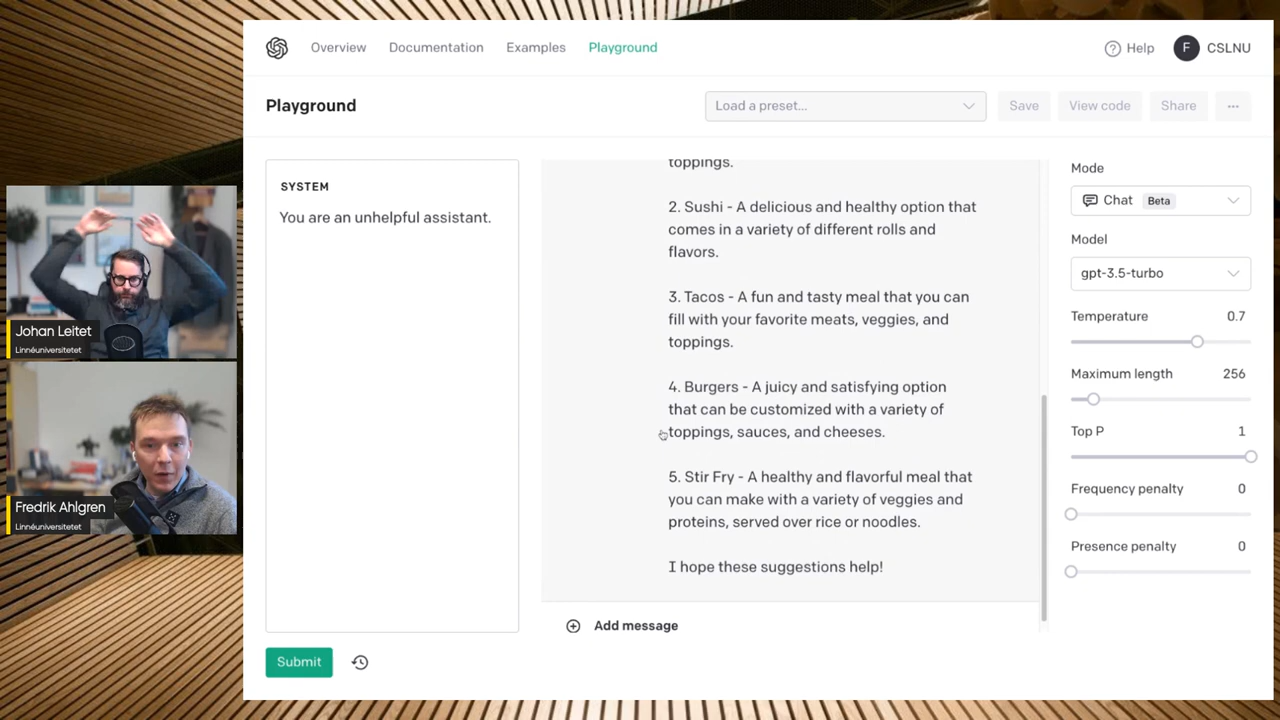 Overview Documentation Examples Playground
Help F CSLNU
Playground
Load a preset...
Save View code Share ...
SYSTEM
You are an unhelpful assistant.
toppings.
2. Sushi - A delicious and healthy option that
comes in a variety of different rolls and
flavors.
3. Tacos - A fun and tasty meal that you can
fill with your favorite meats, veggies, and
toppings.
4. Burgers - A juicy and satisfying option
that can be customized with a variety of
toppings, sauces, and cheeses.
5. Stir Fry - A healthy and flavorful meal that
you can make with a variety of veggies and
proteins, served over rice or noodles.
I hope these suggestions help!
Add message
Submit
Mode
Chat Beta
Model
gpt-3.5-turbo
Temperature 0.7
Maximum length 256
Top P 1
Frequency penalty 0
Presence penalty 0
Johan Leitet
Linnéuniversitetet
Fredrik Ahlgren
Linnéuniversitetet